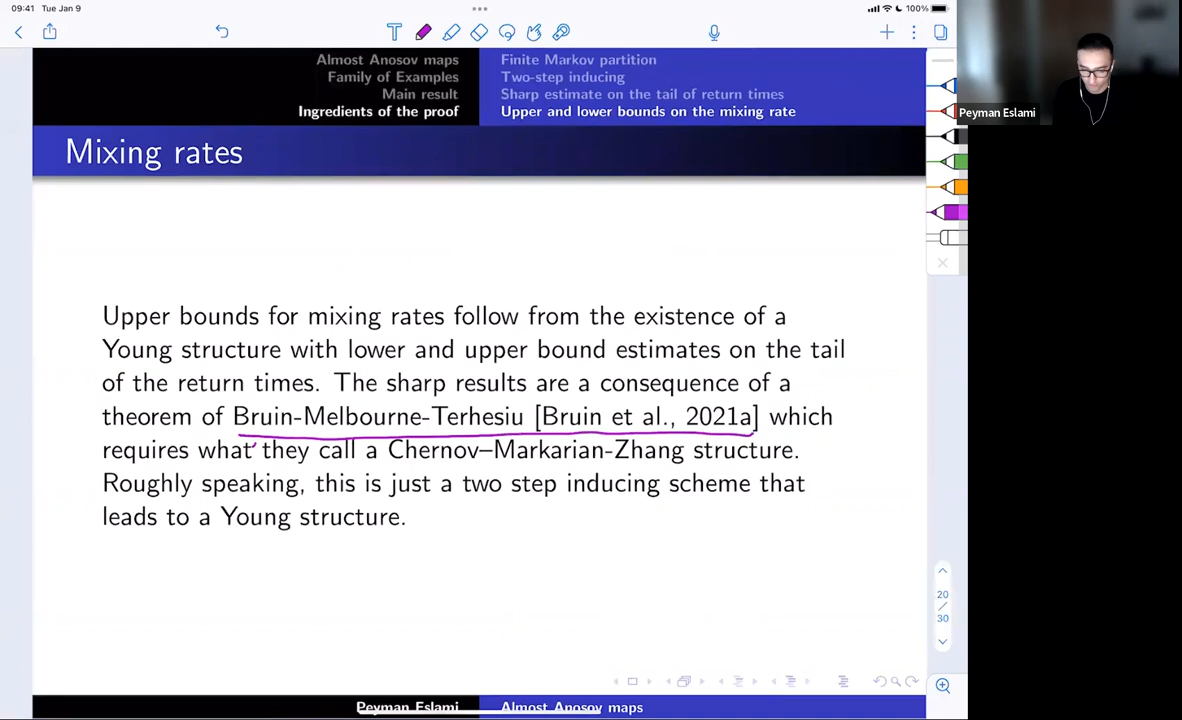 09:41 Tue Jan 9
100%
Almost Anosov maps
Family of Examples
Main result
Ingredients of the proof
Finite Markov partition
Two-step inducing
Sharp estimate on the tail of return times
Upper and lower bounds on the mixing rate
Peyman Eslami
Mixing rates
Upper bounds for mixing rates follow from the existence of a
Young structure with lower and upper bound estimates on the tail
of the return times. The sharp results are a consequence of a
theorem of Bruin-Melbourne-Terhesiu [Bruin et al., 2021a] which
requires what they call a Chernov–Markarian-Zhang structure.
Roughly speaking, this is just a two step inducing scheme that
leads to a Young structure.
20
/
30
Peyman Eslami
Almost Anosov maps